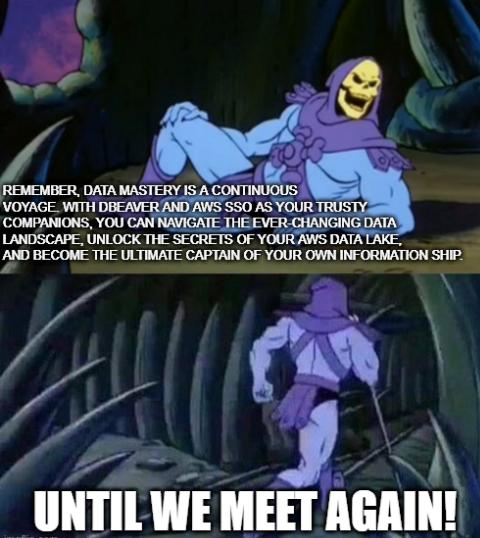 REMEMBER, DATA MASTERY IS A CONTINUOUS
VOYAGE. WITH DBEAVER AND AWS SSO AS YOUR TRUSTY
COMPANIONS, YOU CAN NAVIGATE THE EVER-CHANGING DATA
LANDSCAPE, UNLOCK THE SECRETS OF YOUR AWS DATA LAKE,
AND BECOME THE ULTIMATE CAPTAIN OF YOUR OWN INFORMATION SHIP.
UNTIL WE MEET AGAIN!